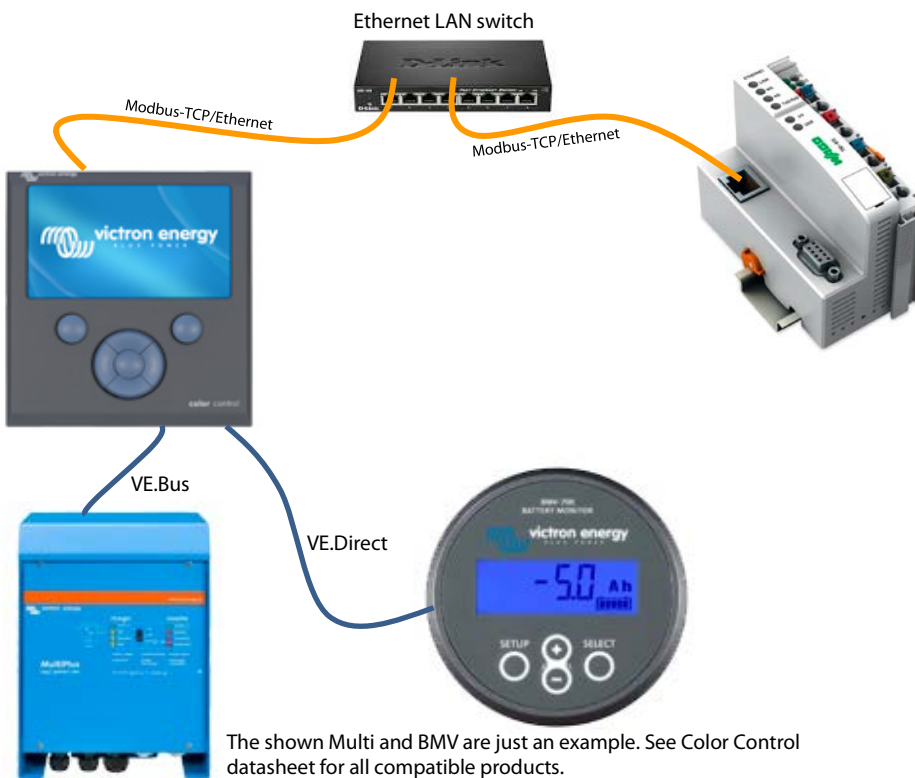 Ethernet LAN switch
D-Link
Modbus-TCP/Ethernet
Modbus-TCP/Ethernet
ETHERNET
victron energy
BLUE POWER
color control
VE.Bus
VE.Direct
BMV-700
BATTERY MONITOR
victron energy
-5.0 Ah
SETUP
+
SELECT
−
MultiPlus
The shown Multi and BMV are just an example. See Color Control
datasheet for all compatible products.